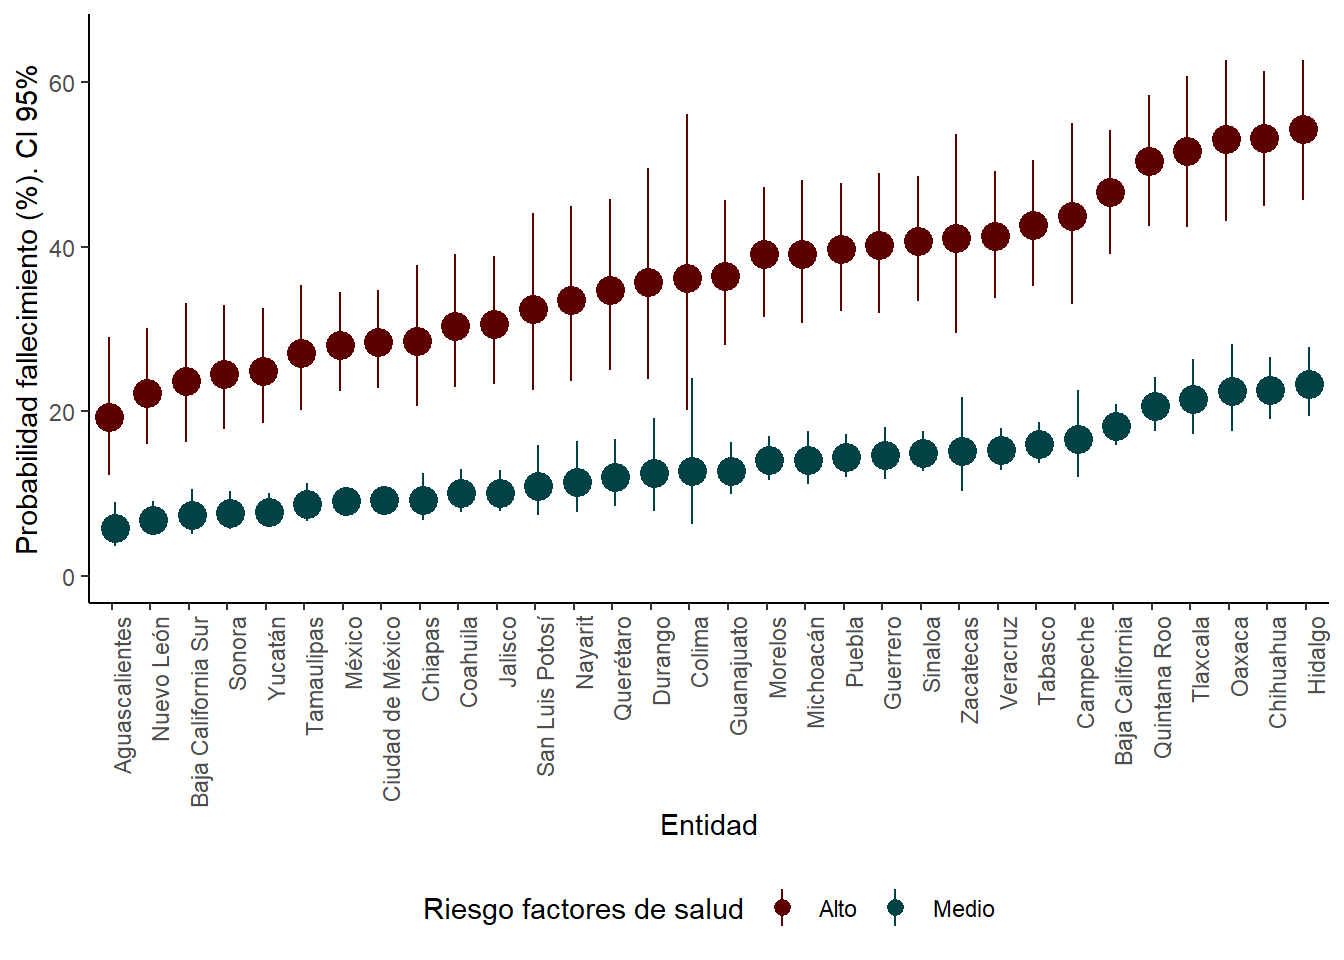 Probabilidad fallecimiento (%). CI 95%
60
40
20
0
Aguascalientes
Nuevo León
Baja California Sur
Sonora
Yucatán
Tamaulipas
México
Ciudad de México
Chiapas
Coahuila
Jalisco
San Luis Potosí
Nayarit
Querétaro
Durango
Colima
Guanajuato
Morelos
Michoacán
Puebla
Guerrero
Sinaloa
Zacatecas
Veracruz
Tabasco
Campeche
Baja California
Quintana Roo
Tlaxcala
Oaxaca
Chihuahua
Hidalgo
Entidad
Riesgo factores de salud Alto Medio